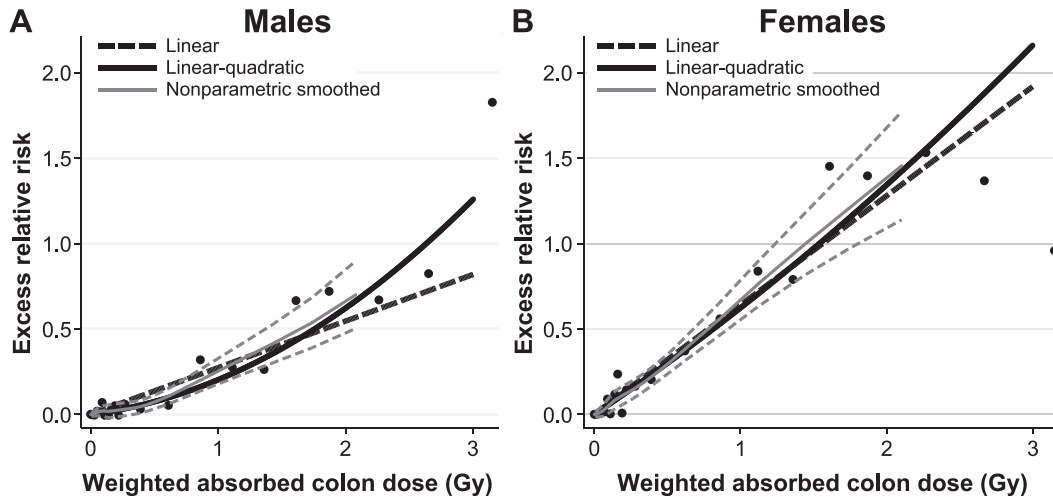 A
Males
Linear
Linear-quadratic
Nonparametric smoothed
2.0
1.5
1.0
0.5
0.0
Excess relative risk
0
1
2
3
Weighted absorbed colon dose (Gy)
B
Females
Linear
Linear-quadratic
Nonparametric smoothed
2.0
1.5
1.0
0.5
0.0
Excess relative risk
0
1
2
3
Weighted absorbed colon dose (Gy)